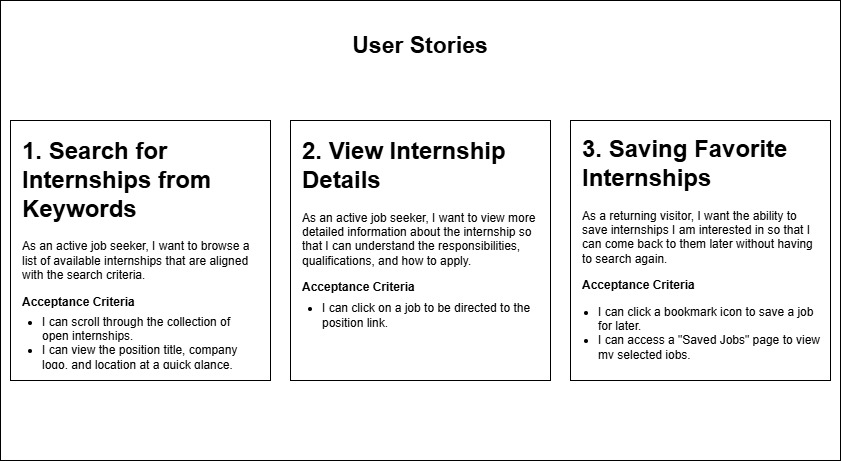 User Stories
1. Search for
Internships from
Keywords
As an active job seeker, I want to browse a
list of available internships that are aligned
with the search criteria.
Acceptance Criteria
• I can scroll through the collection of
open internships.
• I can view the position title, company
logo, and location at a quick glance.
2. View Internship
Details
As an active job seeker, I want to view more
detailed information about the internship so
that I can understand the responsibilities,
qualifications, and how to apply.
Acceptance Criteria
• I can click on a job to be directed to the
position link.
3. Saving Favorite
Internships
As a returning visitor, I want the ability to
save internships I am interested in so that I
can come back to them later without having
to search again.
Acceptance Criteria
• I can click a bookmark icon to save a job
for later.
• I can access a "Saved Jobs" page to view
my selected jobs.